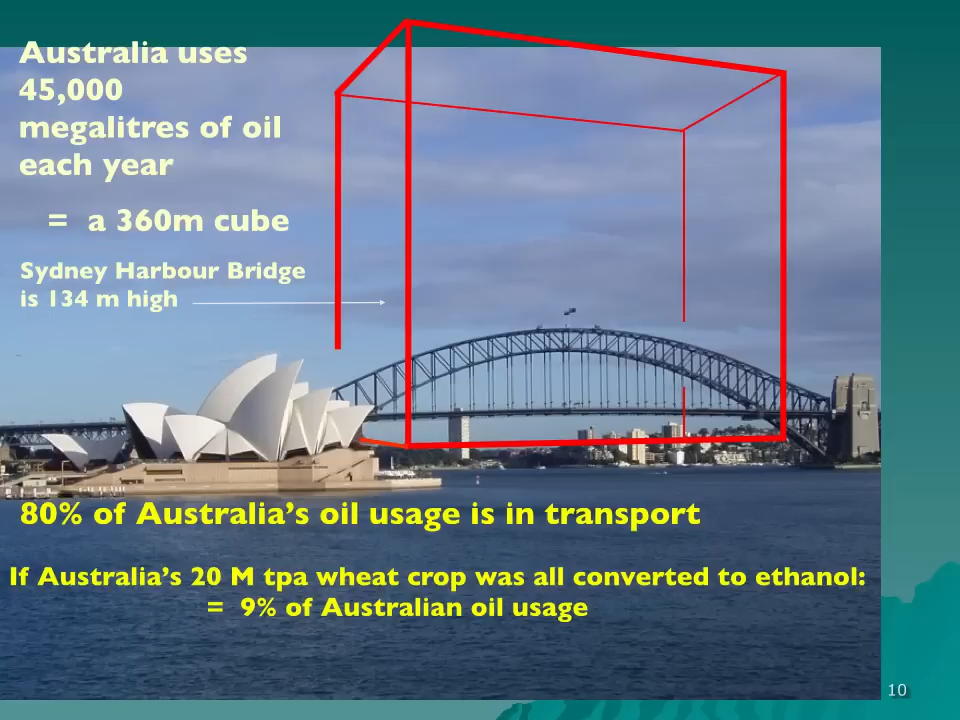 Australia uses
45,000
megalitres of oil
each year
= a 360m cube
Sydney Harbour Bridge
is 134 m high
80% of Australia’s oil usage is in transport
If Australia’s 20 M tpa wheat crop was all converted to ethanol:
= 9% of Australian oil usage
10